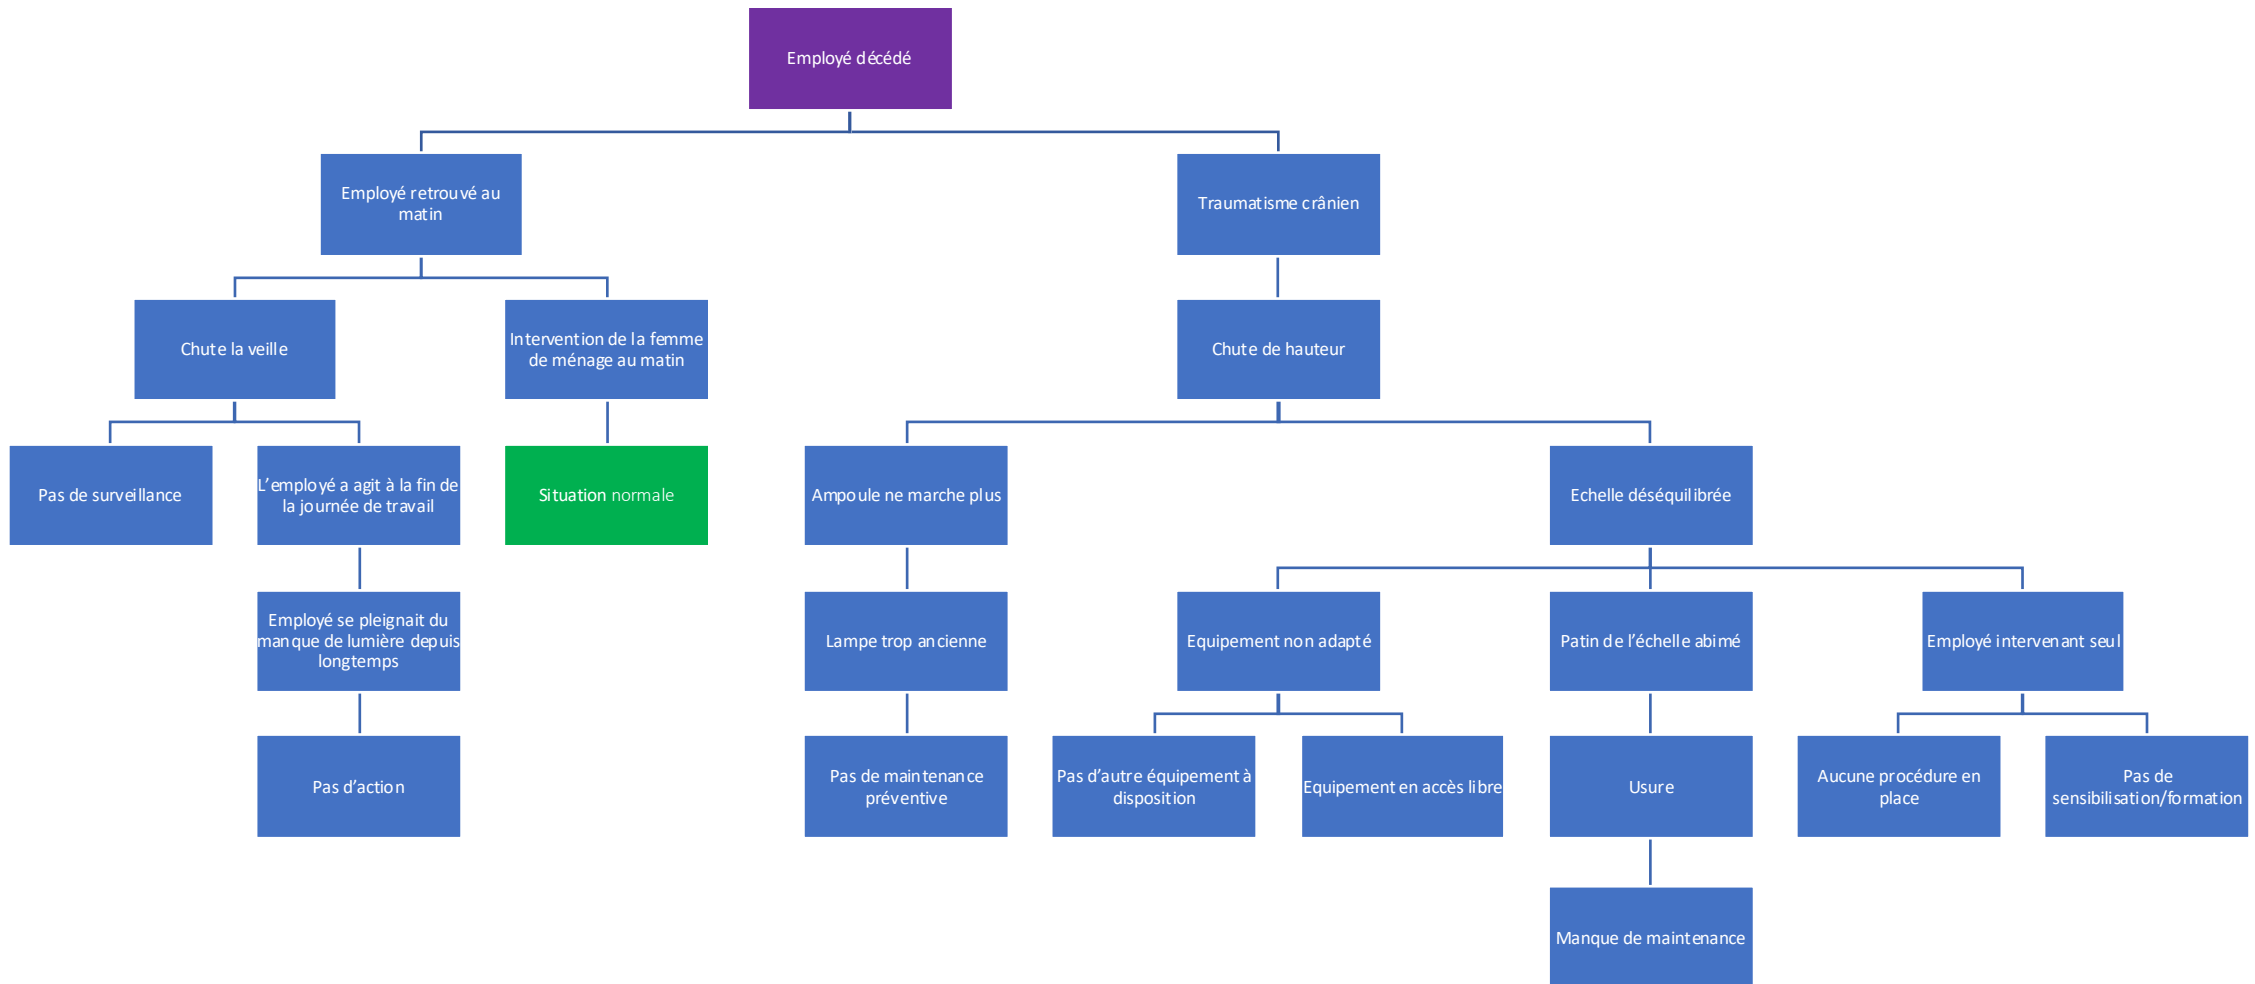 Employé décédé
Employé retrouvé au
matin
Traumatisme crânien
Chute la veille
Intervention de la femme
de ménage au matin
Chute de hauteur
Pas de surveillance
L'employé a agit à la fin de
la journée de travail
Situation normale
Ampoule ne marche plus
Echelle déséquilibrée
Employé se pleignait du
manque de lumière depuis
longtemps
Lampe trop ancienne
Equipement non adapté
Patin de l'échelle abimé
Employé intervenant seul
Pas d'action
Pas de maintenance
préventive
Pas d'autre équipement à
disposition
Equipement en accès libre
Usure
Aucune procédure en
place
Pas de
sensibilisation/formation
Manque de maintenance